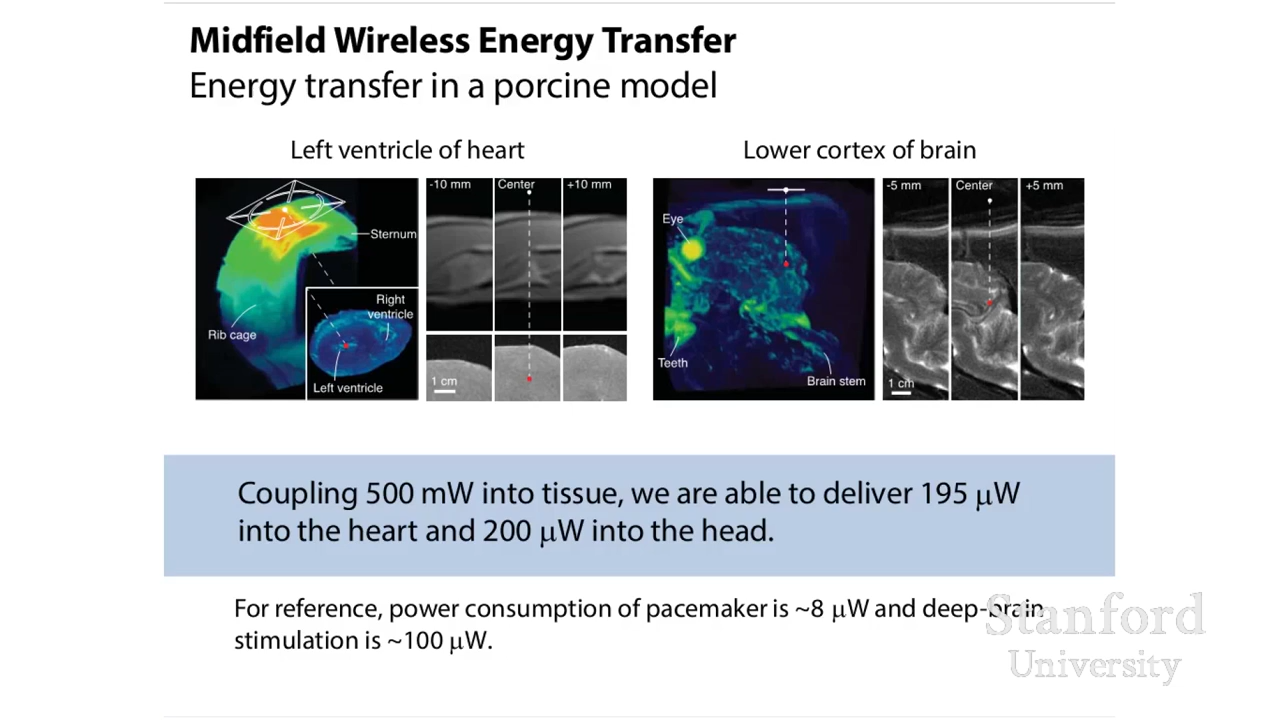 Midfield Wireless Energy Transfer
Energy transfer in a porcine model
Left ventricle of heart
Sternum
Rib cage
Right
ventricle
Left ventricle
-10 mm
Center
+10 mm
1 cm
Lower cortex of brain
Eye
Teeth
Brain stem
-5 mm
Center
+5 mm
1 cm
Coupling 500 mW into tissue, we are able to deliver 195 µW
into the heart and 200 µW into the head.
For reference, power consumption of pacemaker is ~8 µW and deep-brain
stimulation is ~100 µW.
Stanford
University